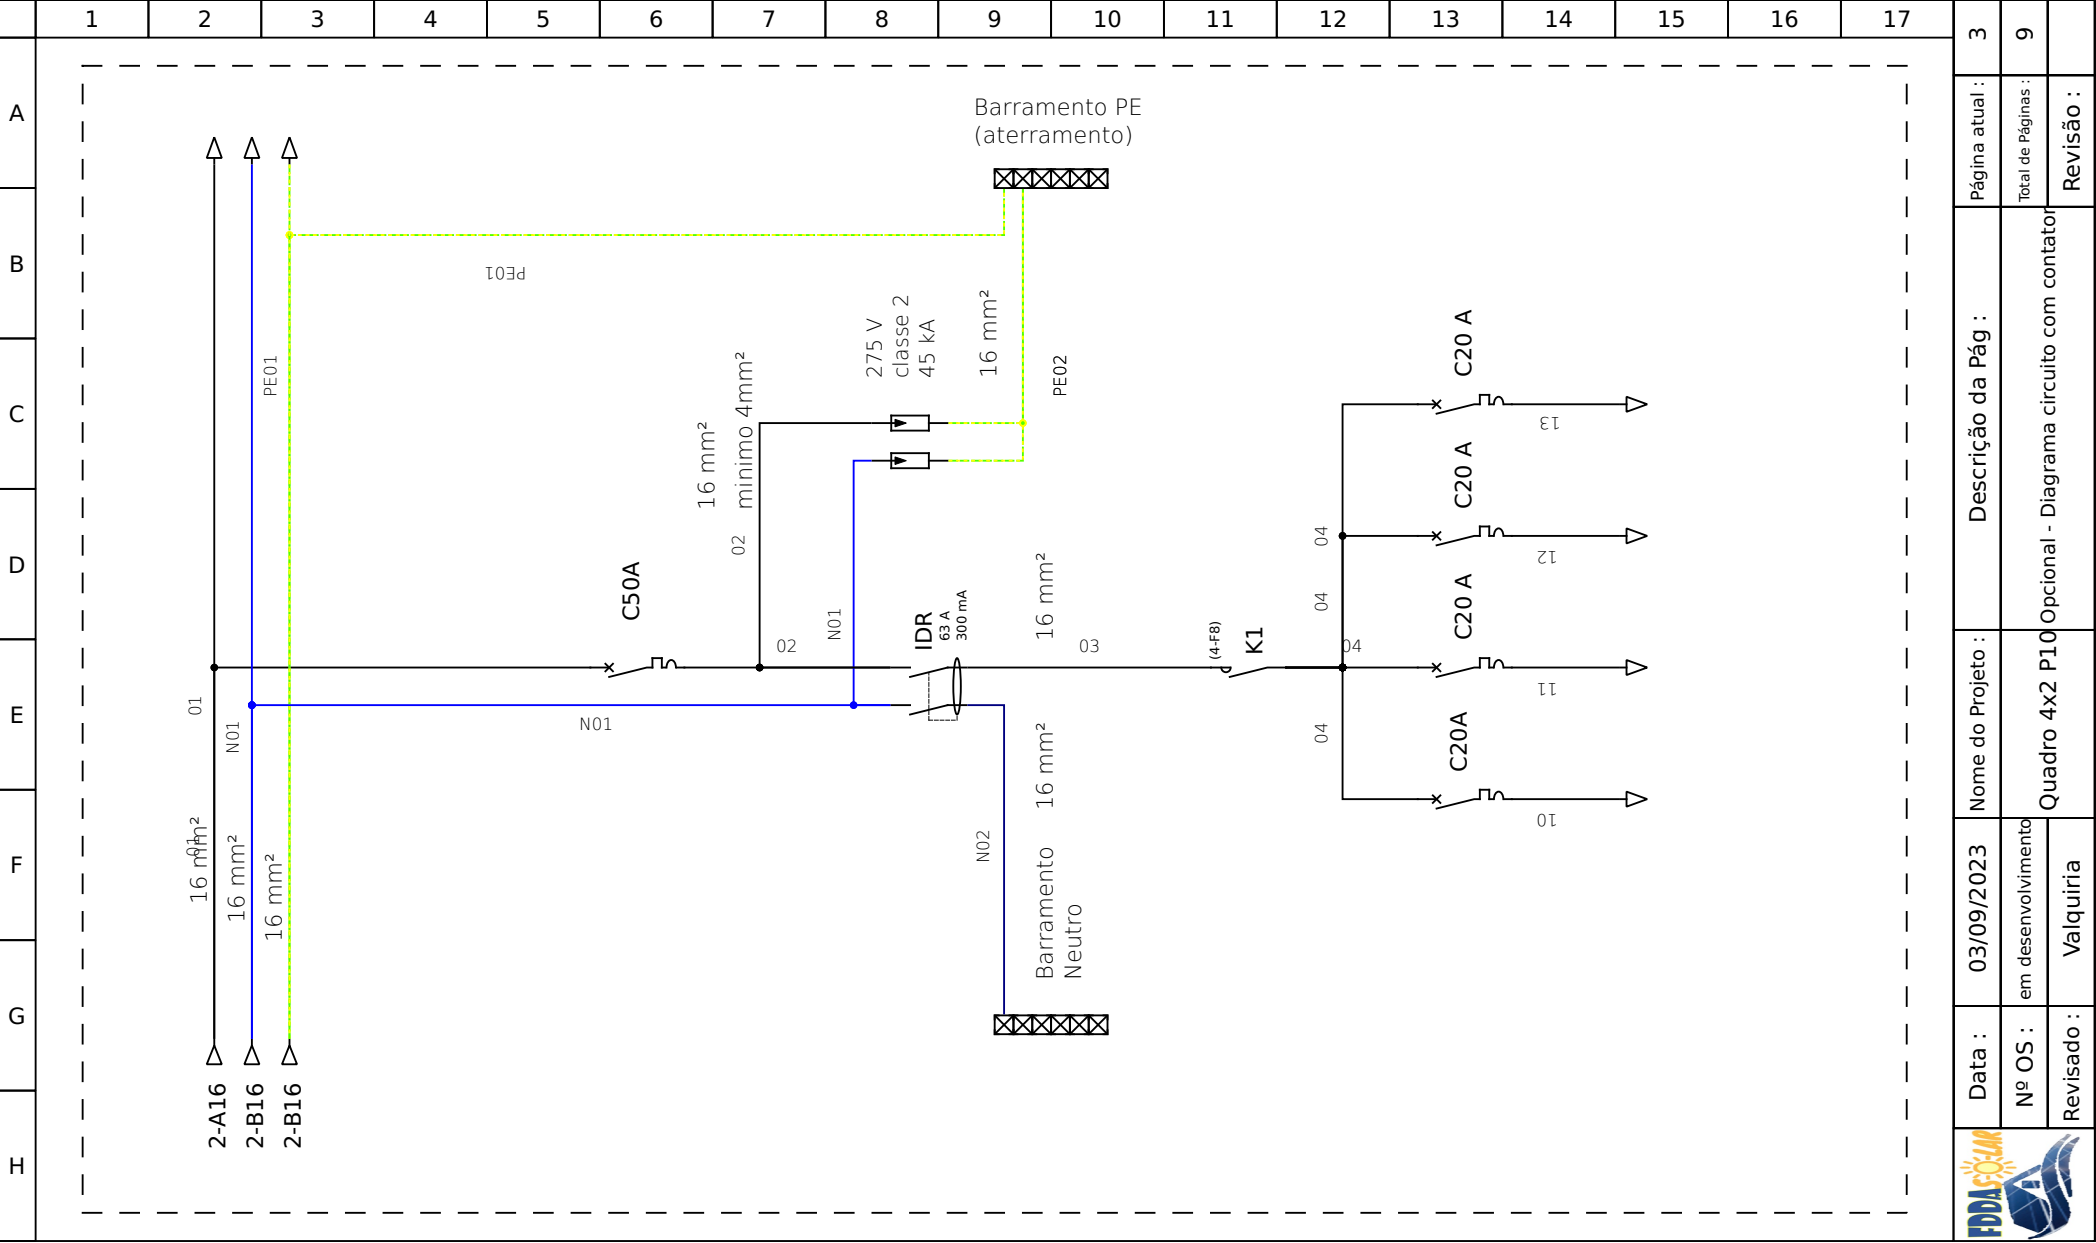 1 2 3 4 5 6 7 8 9 10 11 12 13 14 15 16 17
A
B
C
D
E
F
G
H
Barramento PE
(aterramento)
PE01
PE01
275 V
classe 2
45 kA
16 mm²
PE02
16 mm²
minimo 4mm²
02
C50A
02
N01
IDR
63 A
300 mA
16 mm²
03
(4-F8)
K1
04
04
04
04
C20 A
13
C20 A
12
C20 A
11
C20A
10
01
N01
N01
16 mm²
01
16 mm²
16 mm²
N02
16 mm²
Barramento
Neutro
2-A16
2-B16
2-B16
FDDA SOLAR
Data :
03/09/2023
Nome do Projeto :
Descrição da Pág :
Página atual :
3
Nº OS :
em desenvolvimento
Quadro 4x2 P10
Opcional - Diagrama circuito com contator
Total de Páginas :
9
Revisado :
Valquiria
Revisão :